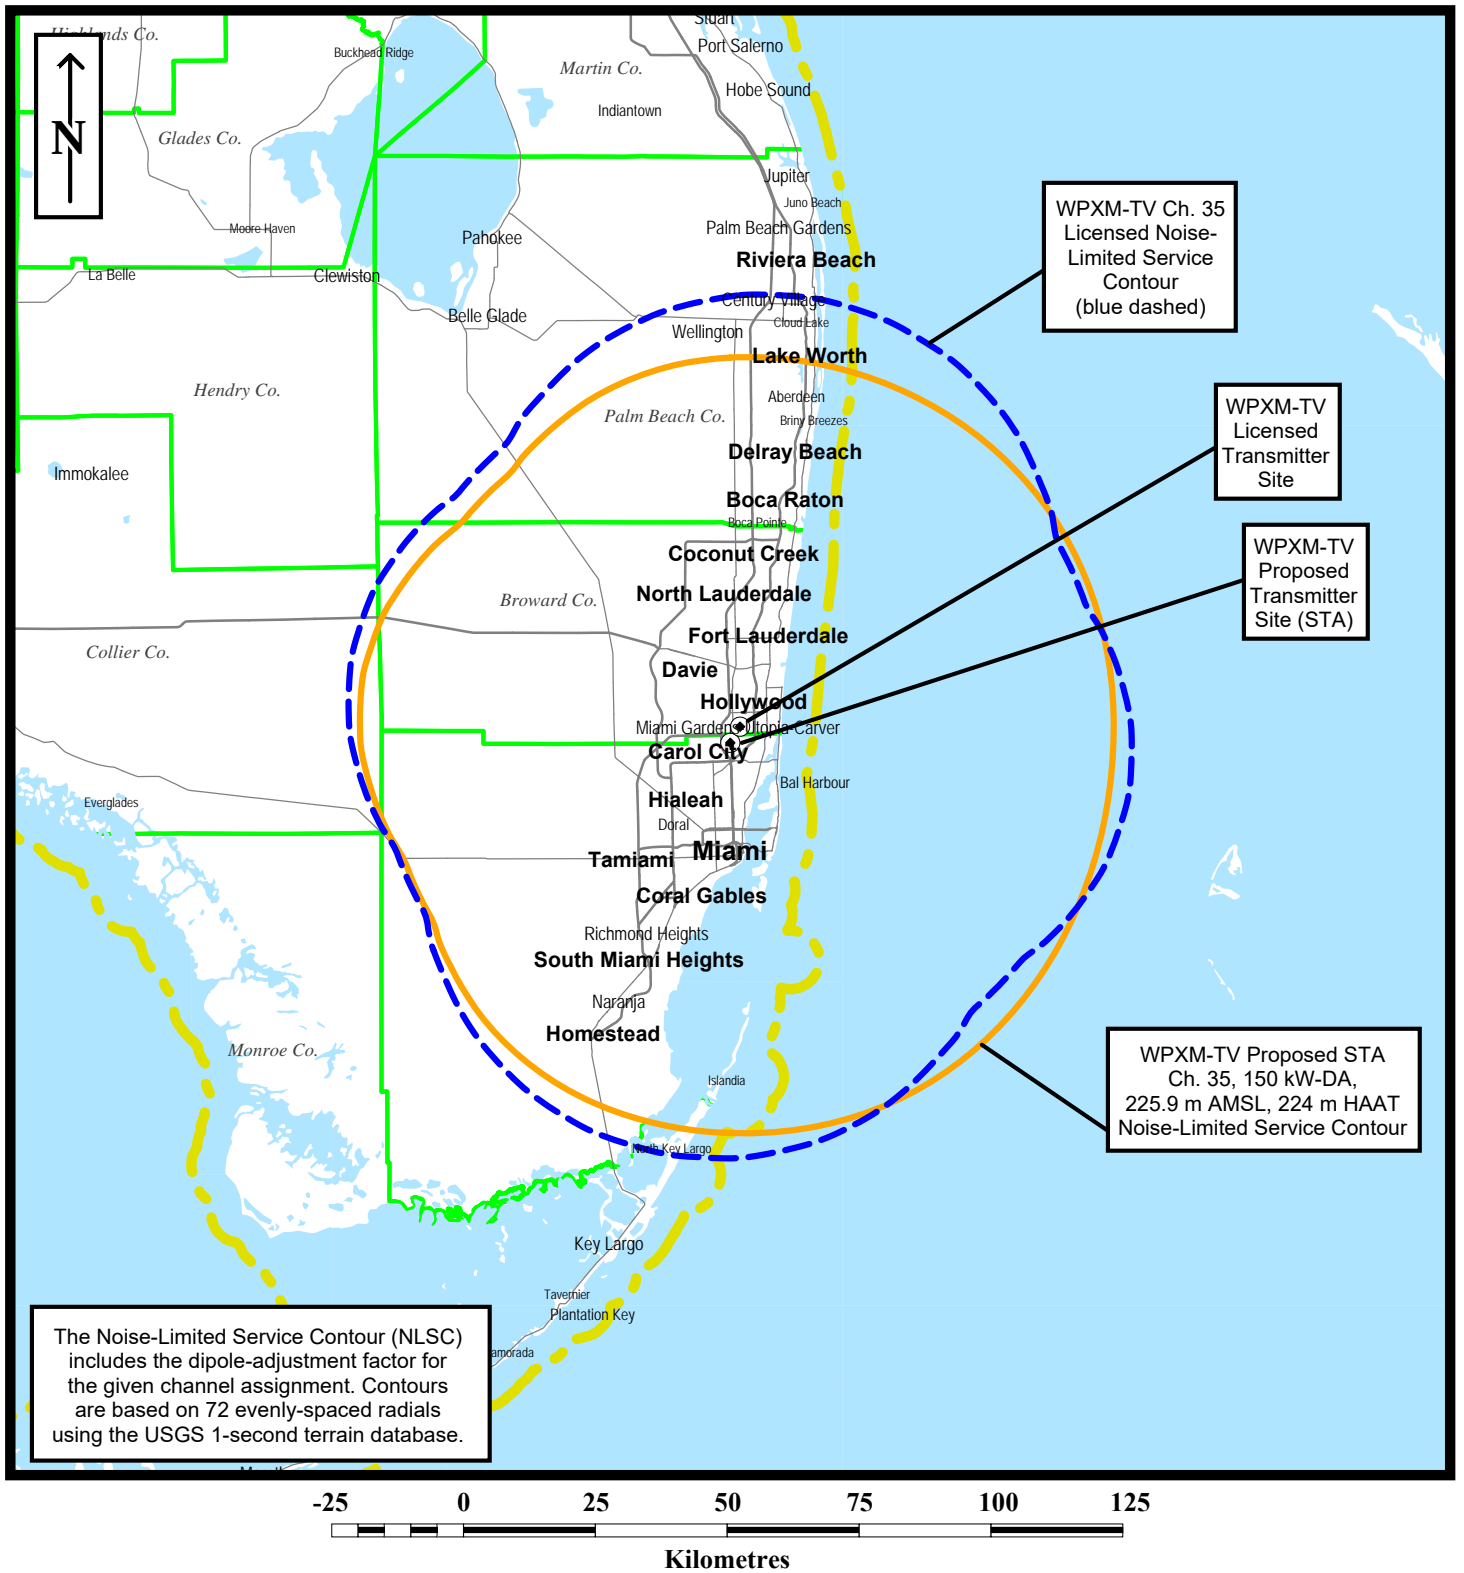 Highlands Co.
Stuart
Port Salerno
Buckhead Ridge
Martin Co.
Hobe Sound
Indiantown
N
Glades Co.
Jupiter
Juno Beach
Moore Haven
Palm Beach Gardens
Pahokee
Riviera Beach
La Belle
Clewiston
Century Village
Belle Glade
Cloud Lake
Wellington
Lake Worth
Hendry Co.
Aberdeen
Palm Beach Co.
Briny Breezes
Delray Beach
Immokalee
Boca Raton
Boca Pointe
Coconut Creek
North Lauderdale
Broward Co.
Fort Lauderdale
Collier Co.
Davie
Hollywood
Miami Gardens-Utopia-Carver
Carol City
Bal Harbour
Everglades
Hialeah
Doral
Miami
Tamiami
Coral Gables
Richmond Heights
South Miami Heights
Naranja
Homestead
Monroe Co.
Islandia
North Key Largo
Key Largo
Tavernier
Plantation Key
amorada
WPXM-TV Ch. 35
Licensed Noise-
Limited Service
Contour
(blue dashed)
WPXM-TV
Licensed
Transmitter
Site
WPXM-TV
Proposed
Transmitter
Site (STA)
WPXM-TV Proposed STA
Ch. 35, 150 kW-DA,
225.9 m AMSL, 224 m HAAT
Noise-Limited Service Contour
The Noise-Limited Service Contour (NLSC)
includes the dipole-adjustment factor for
the given channel assignment. Contours
are based on 72 evenly-spaced radials
using the USGS 1-second terrain database.
-25 0 25 50 75 100 125
Kilometres